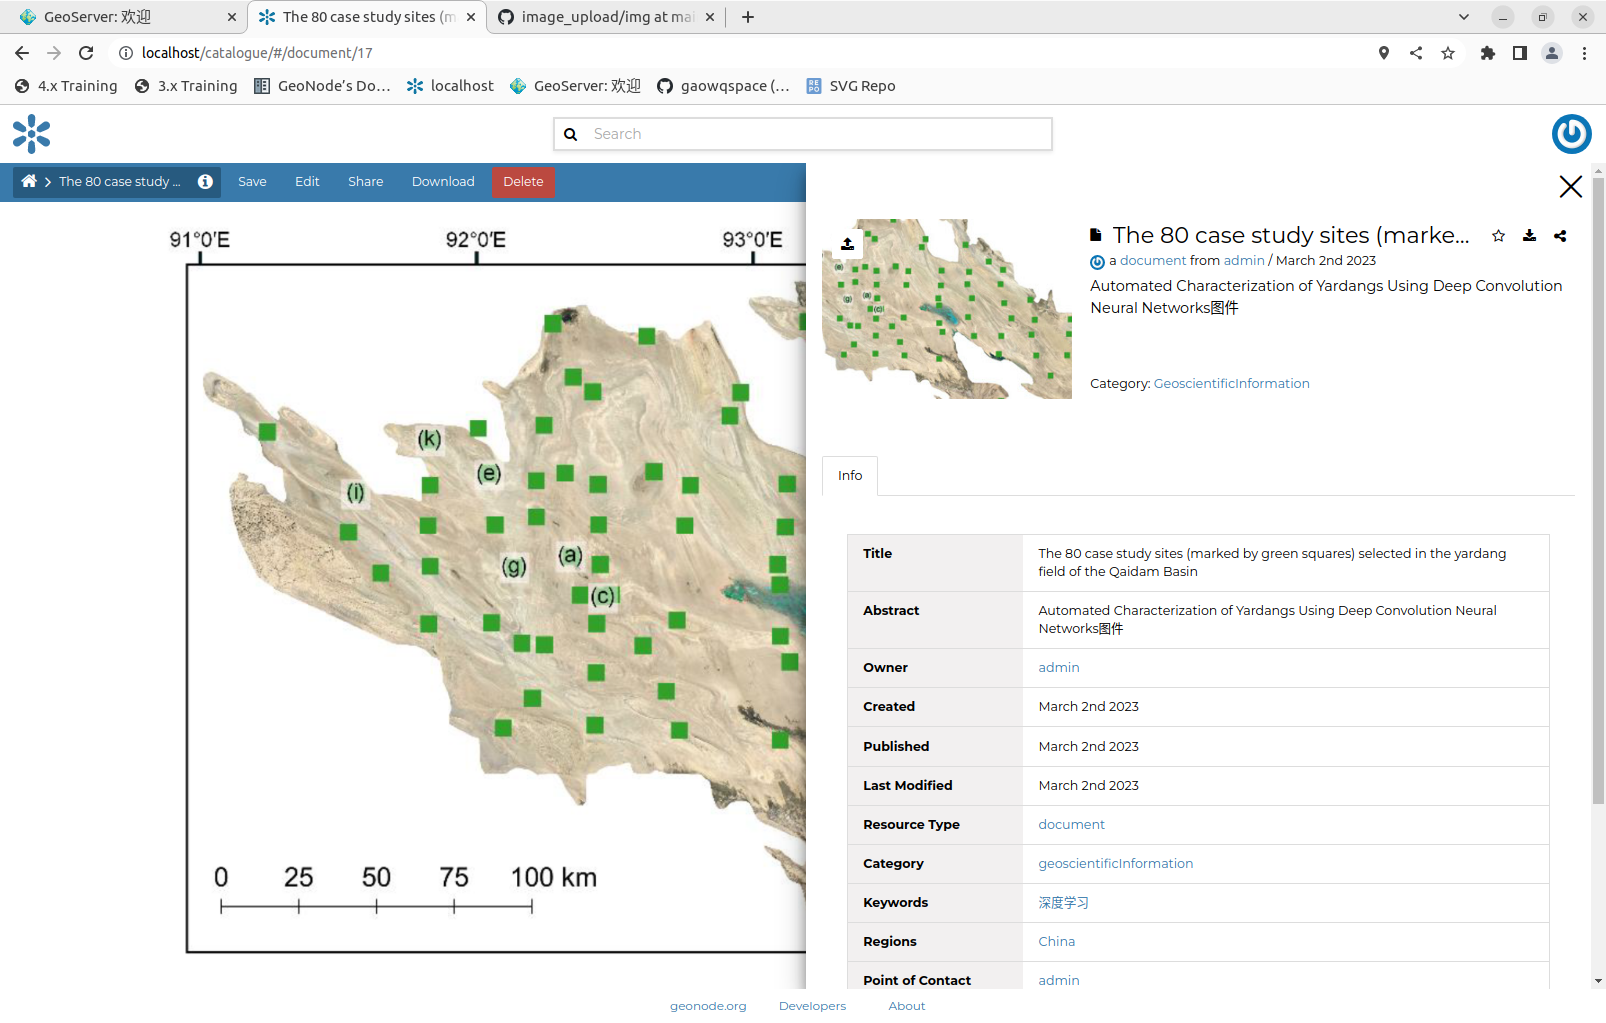 GeoServer: 欢迎
The 80 case study sites (m
image_upload/img at mai
localhost/catalogue/#/document/17
4.x Training
3.x Training
GeoNode's Do…
localhost
GeoServer: 欢迎
gaowqspace (…
SVG Repo
Search
The 80 case study ...
Save
Edit
Share
Download
Delete
91°0'E
92°0'E
93°0'E
(k)
(e)
(i)
(a)
(g)
(c)
0
25
50
75
100 km
The 80 case study sites (marke...
a document from admin / March 2nd 2023
Automated Characterization of Yardangs Using Deep Convolution
Neural Networks图件
Category: GeoscientificInformation
Info
Title
The 80 case study sites (marked by green squares) selected in the yardang
field of the Qaidam Basin
Abstract
Automated Characterization of Yardangs Using Deep Convolution Neural
Networks图件
Owner
admin
Created
March 2nd 2023
Published
March 2nd 2023
Last Modified
March 2nd 2023
Resource Type
document
Category
geoscientificInformation
Keywords
深度学习
Regions
China
Point of Contact
admin
geonode.org
Developers
About